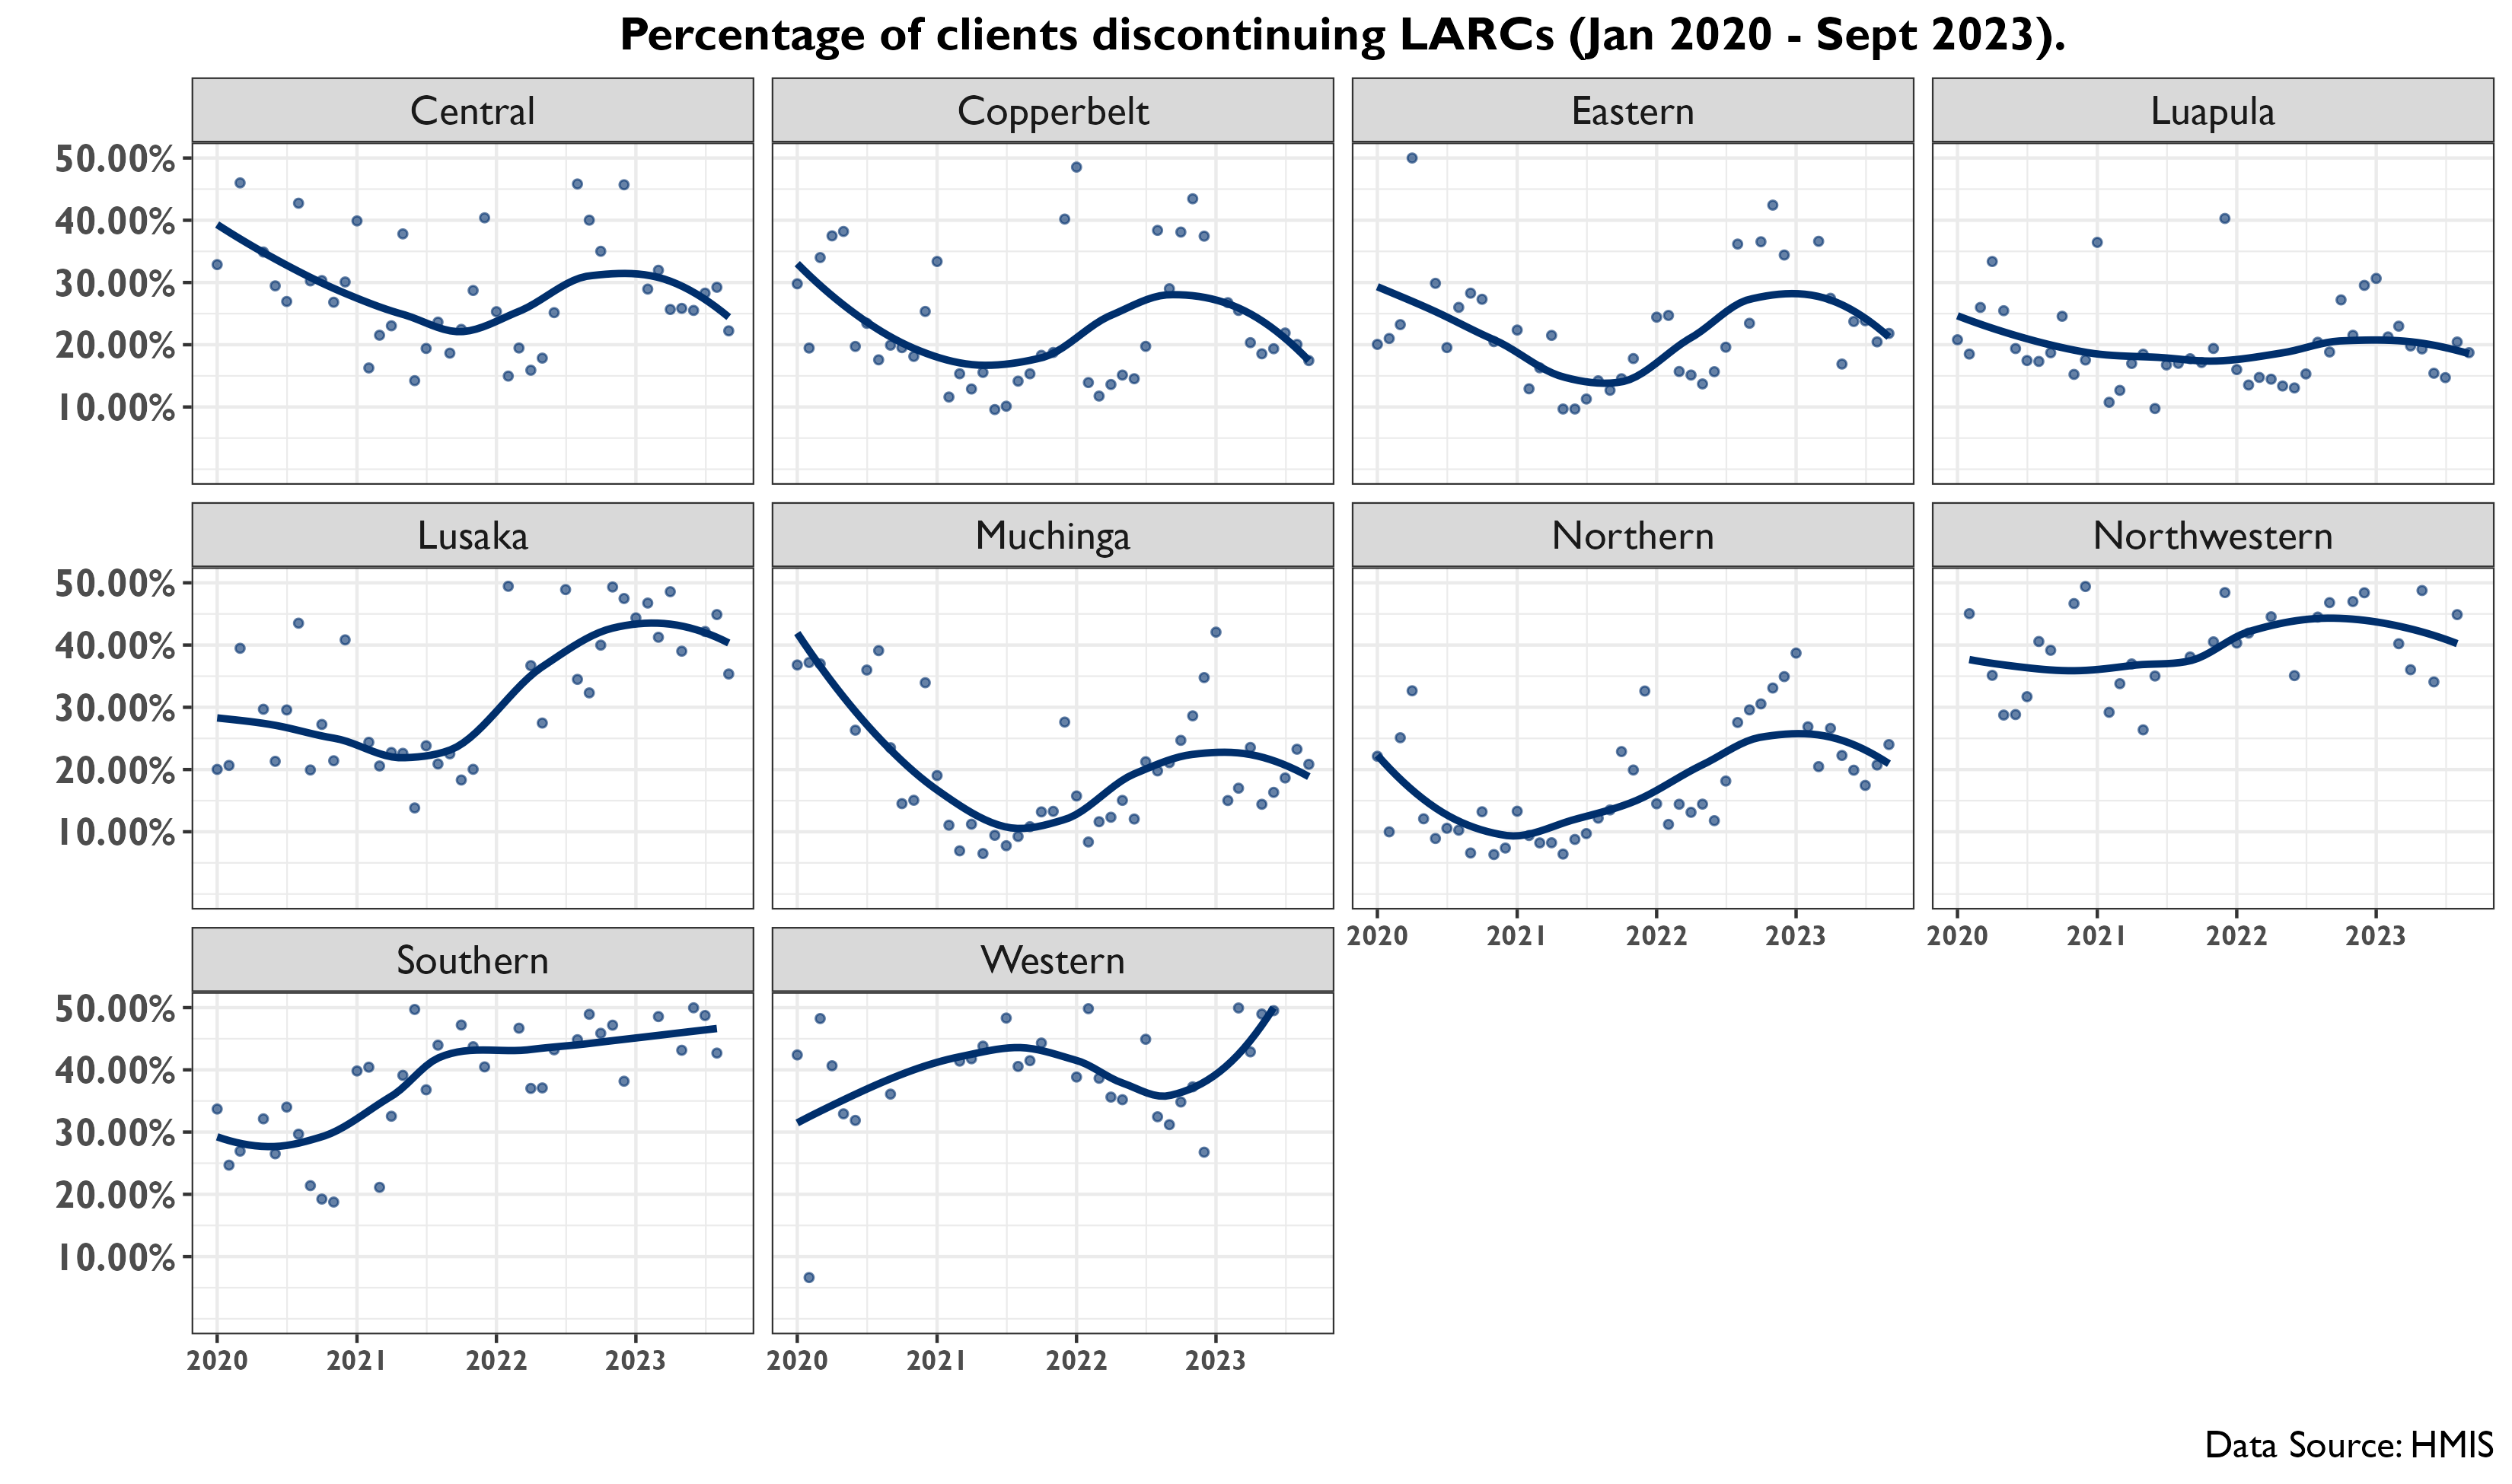 Percentage of clients discontinuing LARCs (Jan 2020 - Sept 2023).
Central Copperbelt Eastern Luapula
50.00%
40.00%
30.00%
20.00%
10.00%
Lusaka Muchinga Northern Northwestern
50.00%
40.00%
30.00%
20.00%
10.00%
2020 2021 2022 2023 2020 2021 2022 2023
Southern Western
50.00%
40.00%
30.00%
20.00%
10.00%
2020 2021 2022 2023 2020 2021 2022 2023
Data Source: HMIS